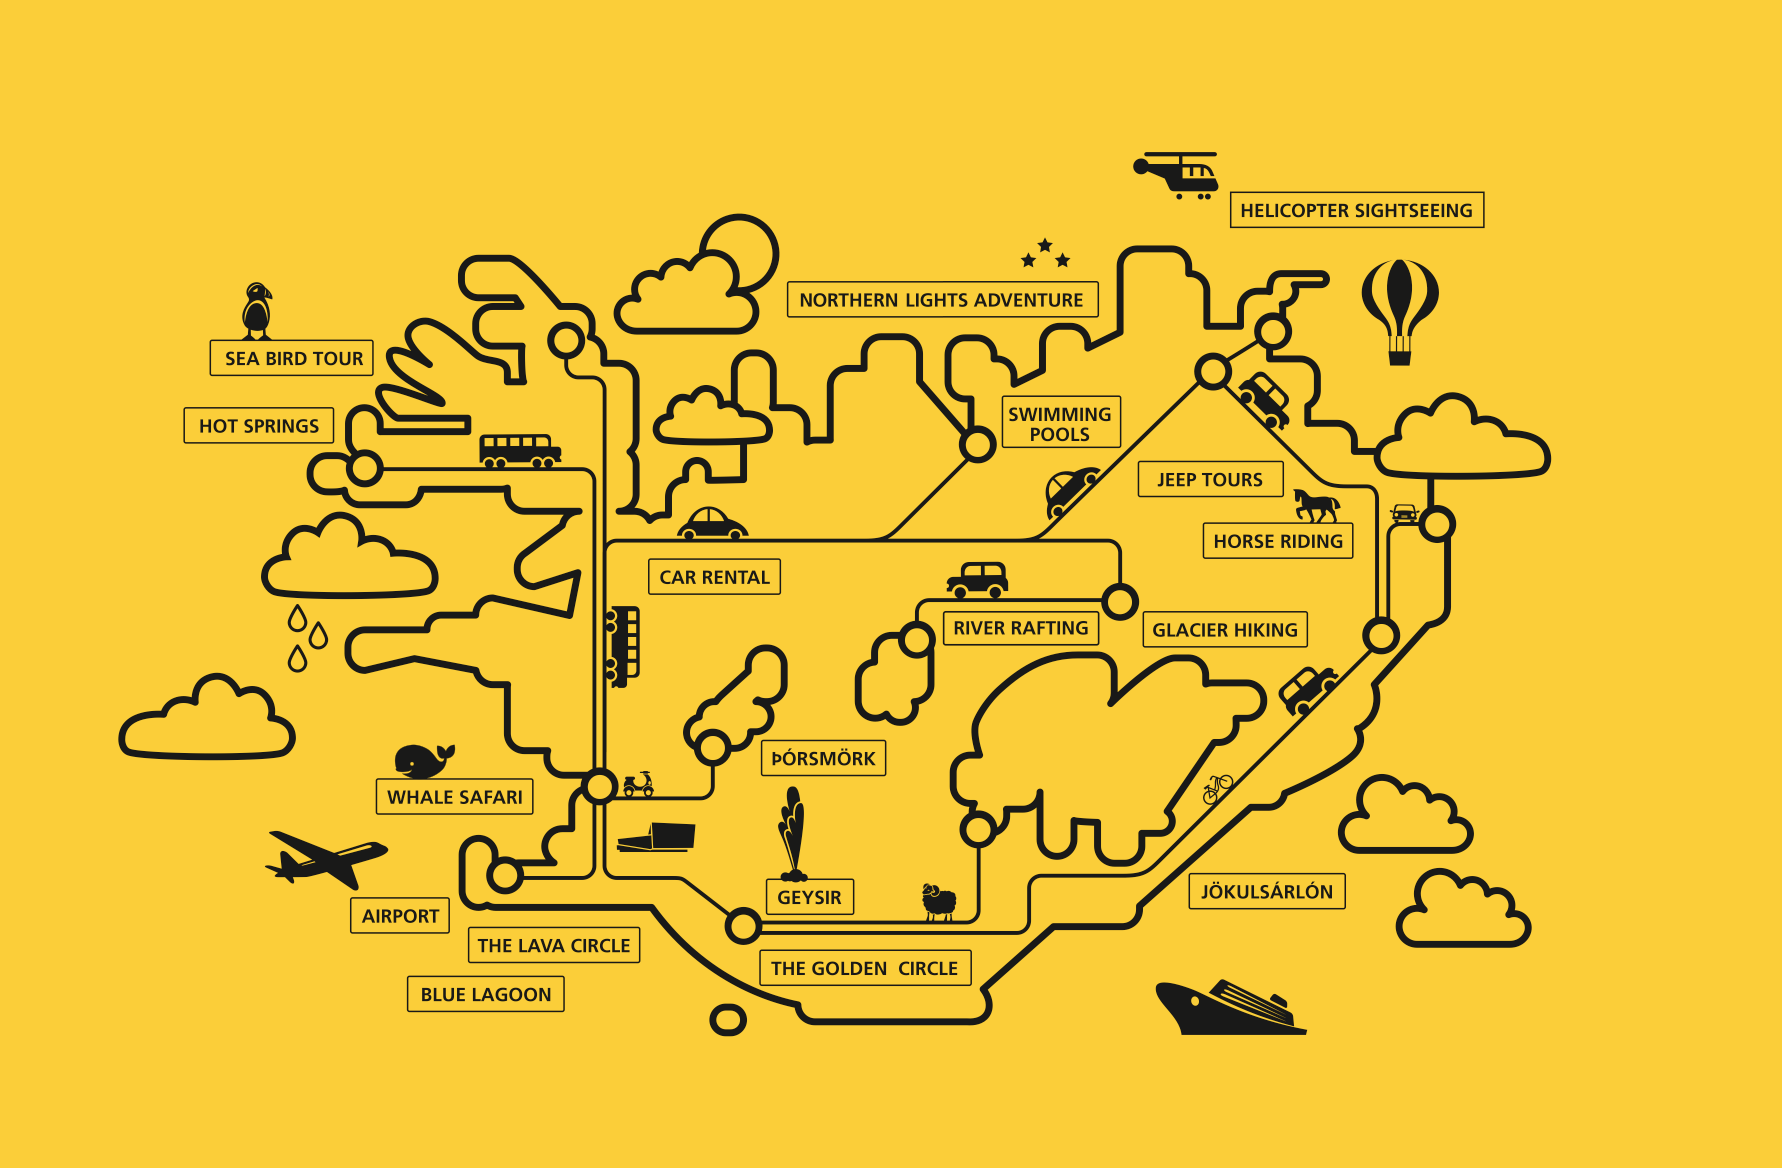 HELICOPTER SIGHTSEEING
NORTHERN LIGHTS ADVENTURE
SEA BIRD TOUR
HOT SPRINGS
SWIMMING
POOLS
JEEP TOURS
HORSE RIDING
CAR RENTAL
RIVER RAFTING
GLACIER HIKING
ÞÓRSMÖRK
WHALE SAFARI
GEYSIR
JÖKULSÁRLÓN
AIRPORT
THE LAVA CIRCLE
THE GOLDEN CIRCLE
BLUE LAGOON